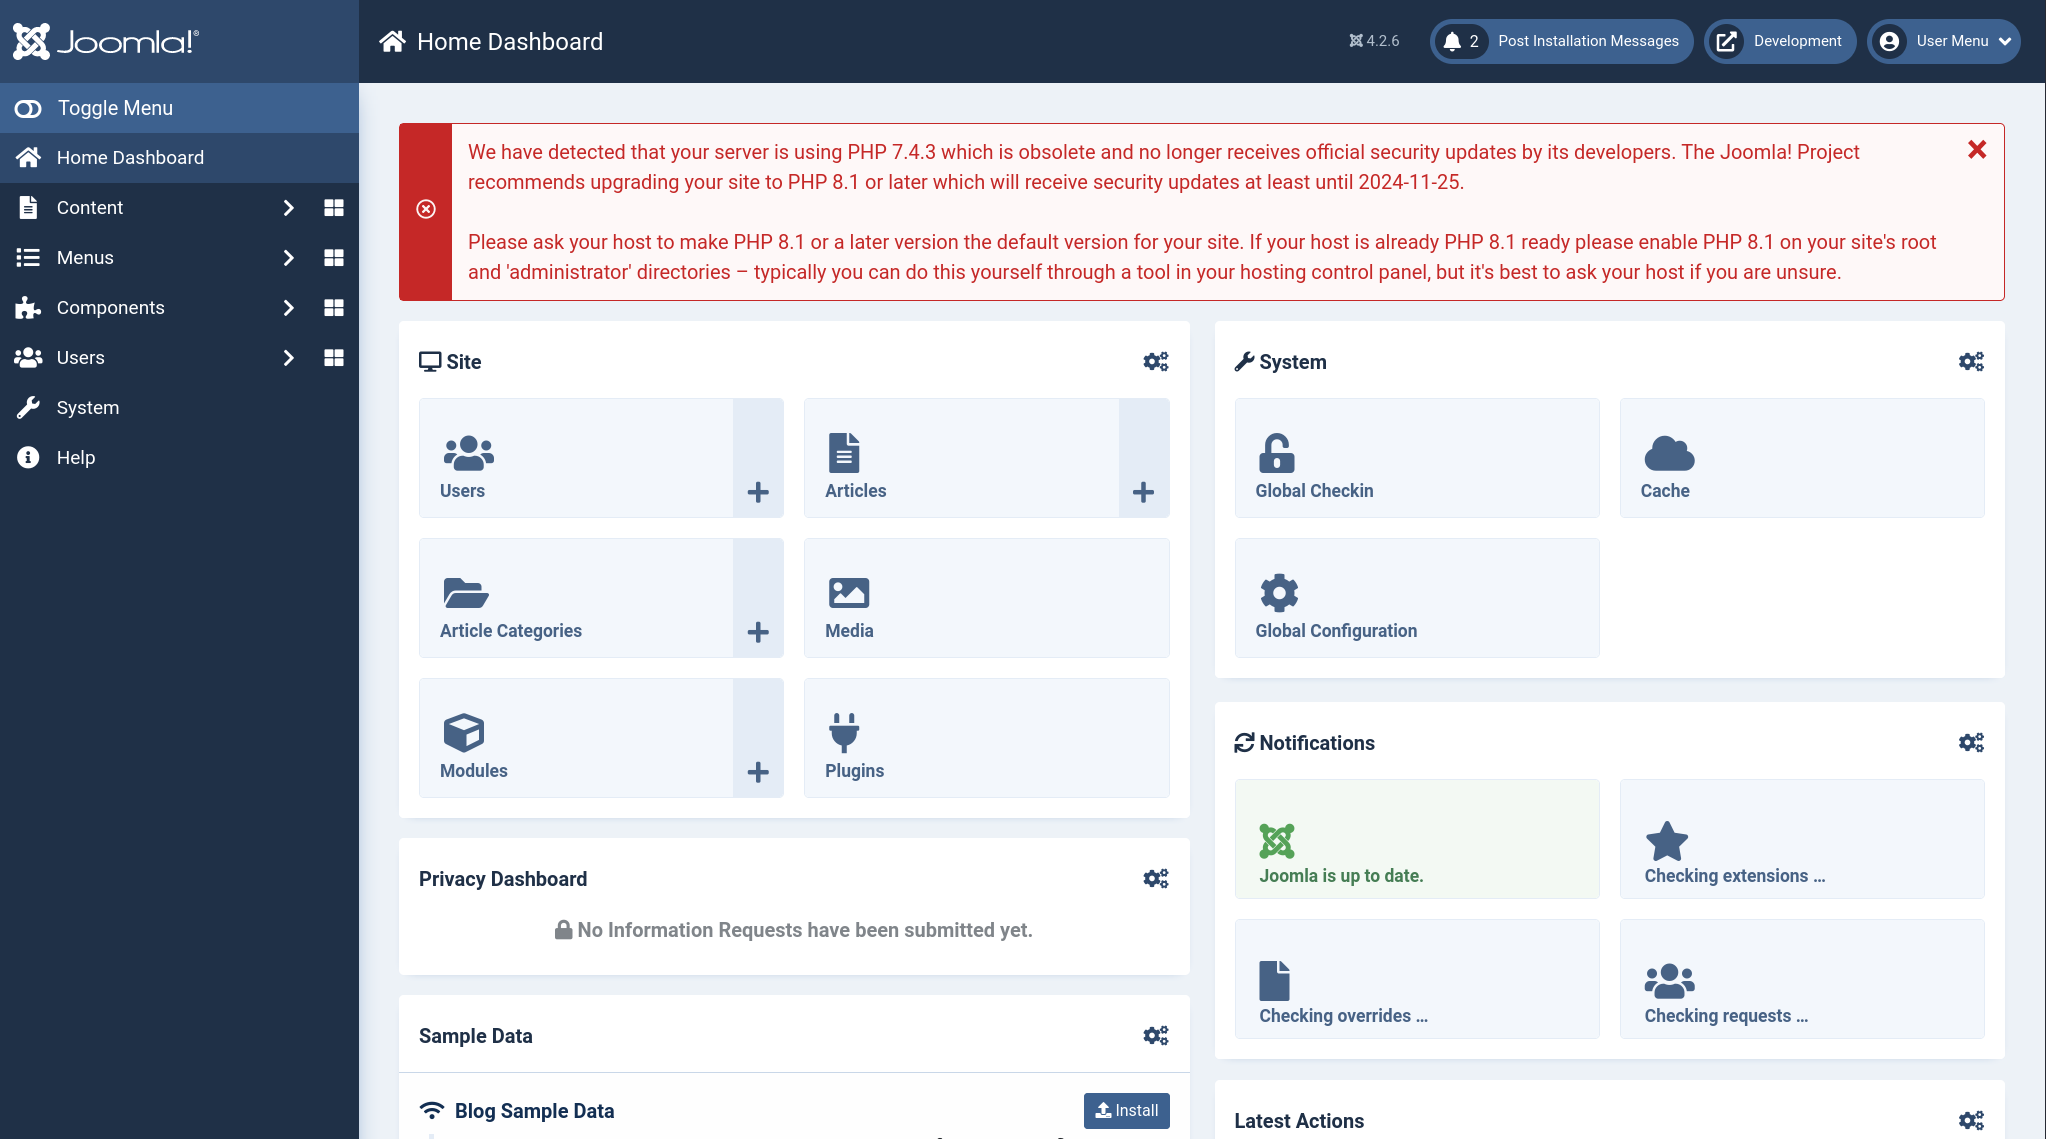 Joomla!®
Home Dashboard
4.2.6
2
Post Installation Messages
Development
User Menu
Toggle Menu
Home Dashboard
Content
Menus
Components
Users
System
Help
We have detected that your server is using PHP 7.4.3 which is obsolete and no longer receives official security updates by its developers. The Joomla! Project
recommends upgrading your site to PHP 8.1 or later which will receive security updates at least until 2024-11-25.
Please ask your host to make PHP 8.1 or a later version the default version for your site. If your host is already PHP 8.1 ready please enable PHP 8.1 on your site's root
and 'administrator' directories – typically you can do this yourself through a tool in your hosting control panel, but it's best to ask your host if you are unsure.
Site
Users
Articles
Article Categories
Media
Modules
Plugins
Privacy Dashboard
No Information Requests have been submitted yet.
Sample Data
Blog Sample Data
Install
System
Global Checkin
Cache
Global Configuration
Notifications
Joomla is up to date.
Checking extensions ...
Checking overrides ...
Checking requests ...
Latest Actions